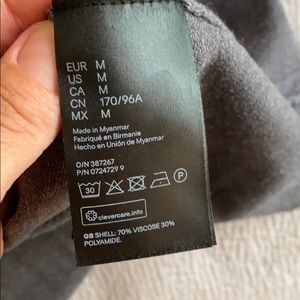 EUR M
US M
CA M
CN 170/96A
MX M
Made in Myanmar
Fabriqué en Birmanie
Hecho en Unión de Myanmar
O/N 387267
P/N 0724729 9
30 P
clevercare.info
GB SHELL: 70% VISCOSE 30%
POLYAMIDE.